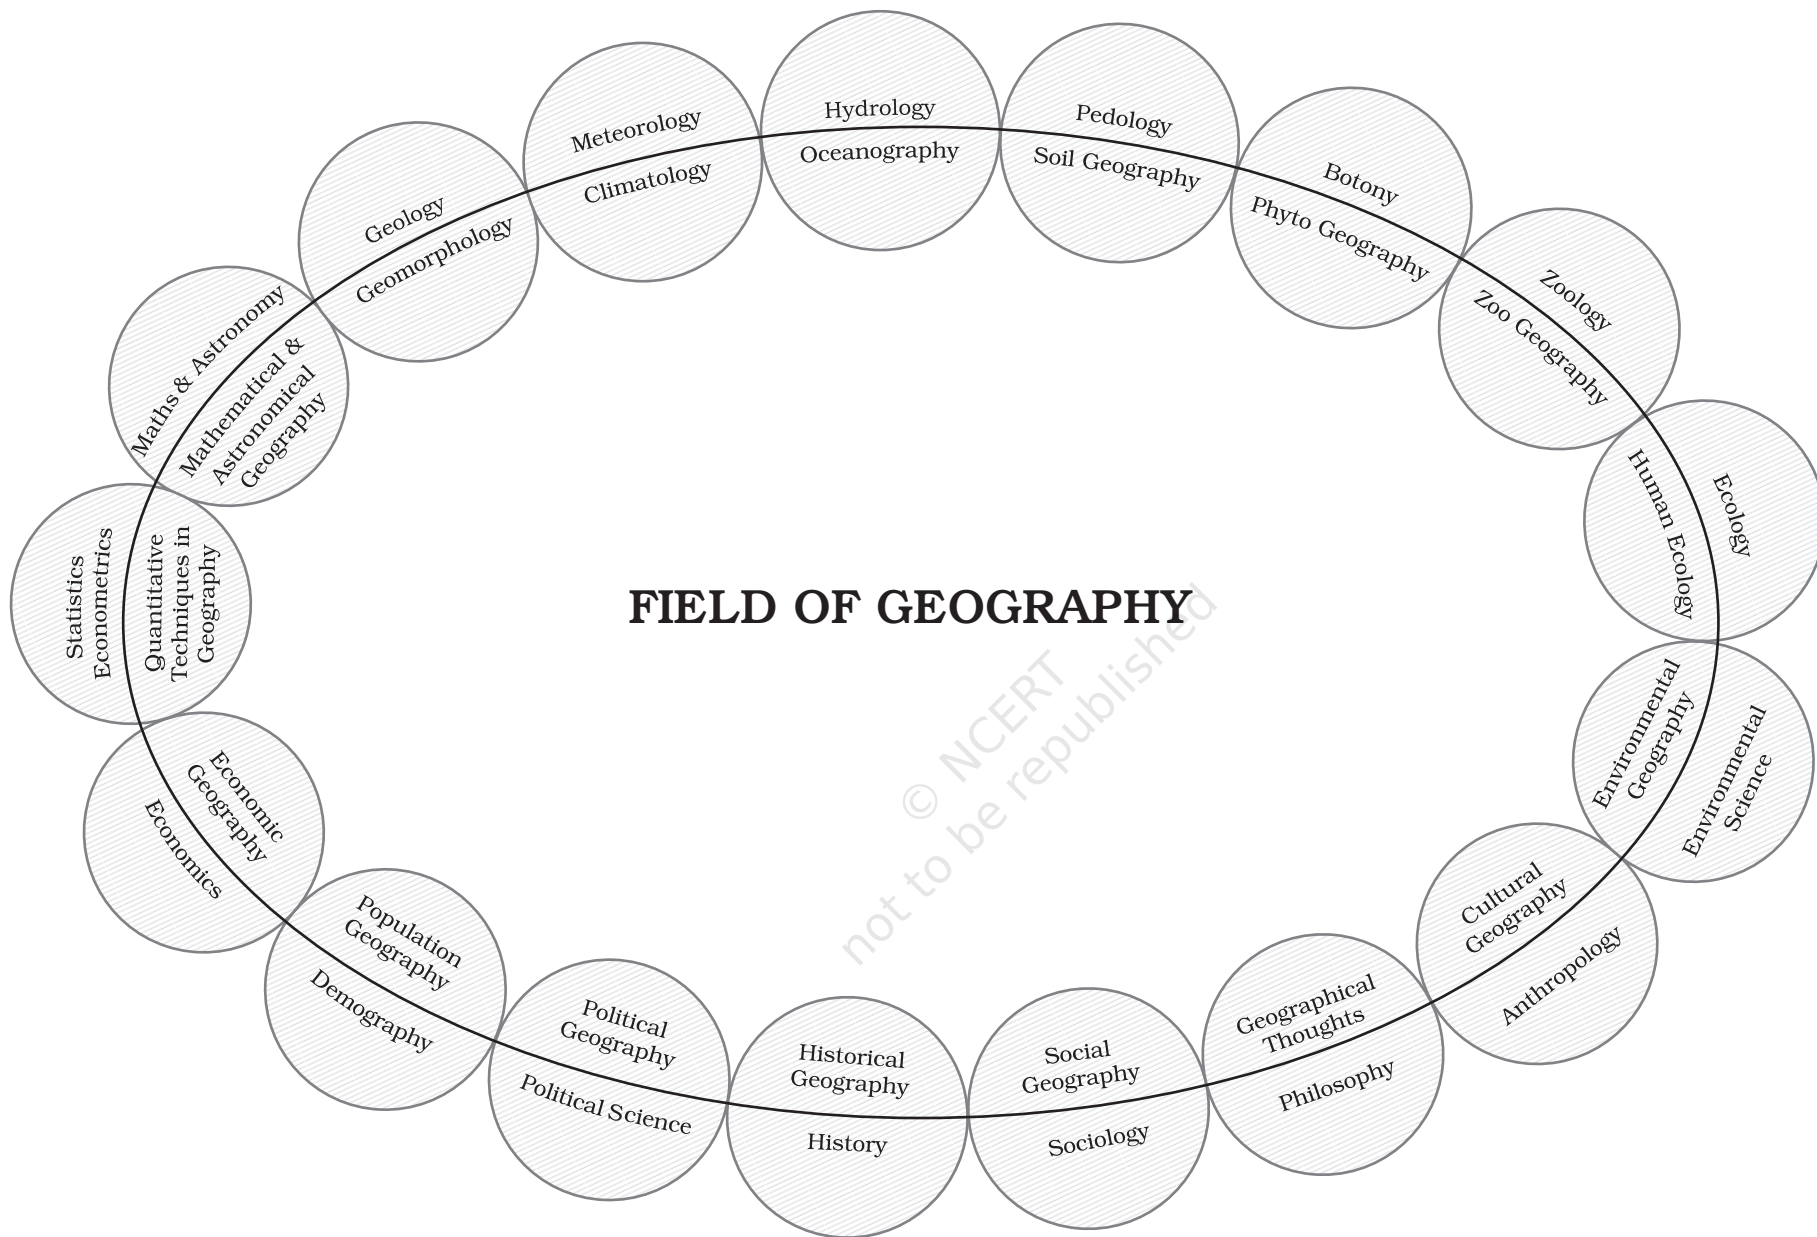 Hydrology
Oceanography
Pedology
Soil Geography
Botony
Phyto Geography
Zoology
Zoo Geography
Ecology
Human Ecology
Environmental
Geography
Environmental
Science
Cultural
Geography
Anthropology
Geographical
Thoughts
Philosophy
Social
Geography
Sociology
Historical
Geography
History
Political
Geography
Political Science
Population
Geography
Demography
Economic
Geography
Economics
Statistics
Econometrics
Quantitative
Techniques in
Geography
Maths & Astronomy
Mathematical &
Astronomical
Geography
Geology
Geomorphology
Meteorology
Climatology
FIELD OF GEOGRAPHY
© NCERT
not to be republished